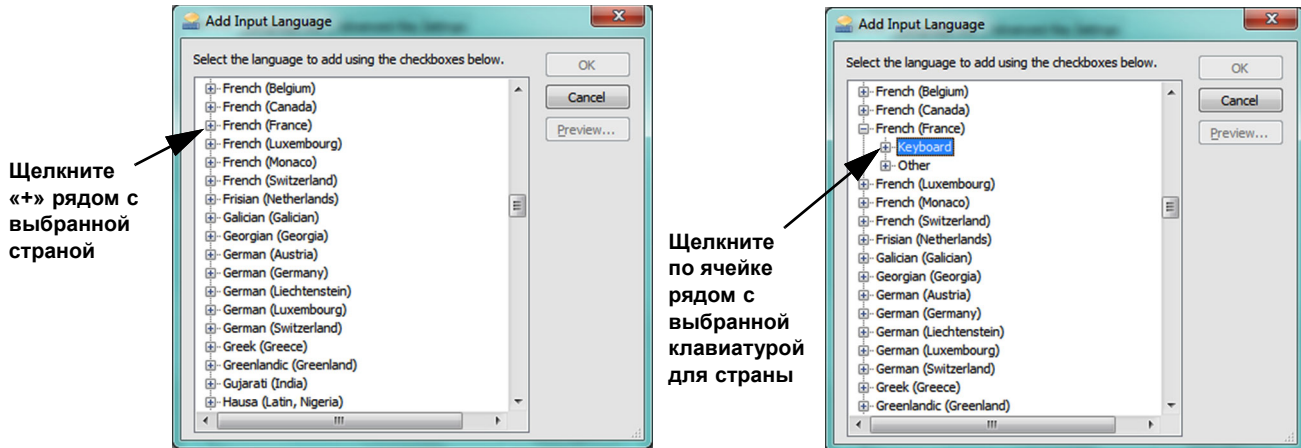 Add Input Language
Select the language to add using the checkboxes below.
French (Belgium)
French (Canada)
French (France)
French (Luxembourg)
French (Monaco)
French (Switzerland)
Frisian (Netherlands)
Galician (Galician)
Georgian (Georgia)
German (Austria)
German (Germany)
German (Liechtenstein)
German (Luxembourg)
German (Switzerland)
Greek (Greece)
Greenlandic (Greenland)
Gujarati (India)
Hausa (Latin, Nigeria)
OK
Cancel
Preview...
Щелкните
«+» рядом с
выбранной
страной
Add Input Language
Select the language to add using the checkboxes below.
French (Belgium)
French (Canada)
French (France)
Keyboard
Other
French (Luxembourg)
French (Monaco)
French (Switzerland)
Frisian (Netherlands)
Galician (Galician)
Georgian (Georgia)
German (Austria)
German (Germany)
German (Liechtenstein)
German (Luxembourg)
German (Switzerland)
Greek (Greece)
Greenlandic (Greenland)
OK
Cancel
Preview...
Щелкните
по ячейке
рядом с
выбранной
клавиатурой
для страны